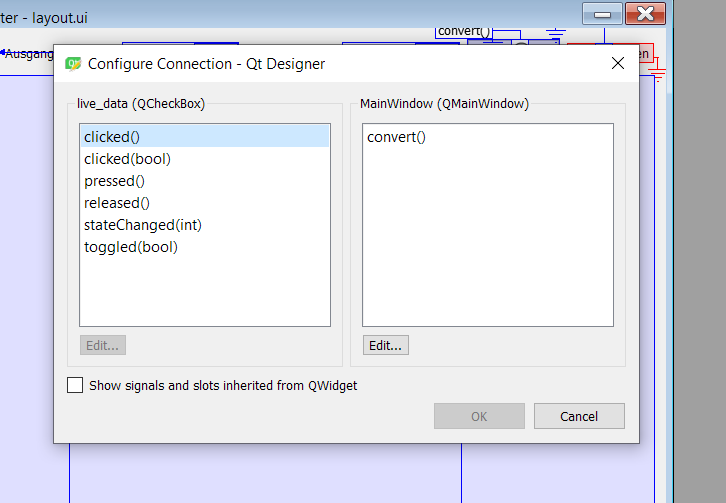 ter - layout.ui
convert()
Ausgang
en
Configure Connection - Qt Designer
live_data (QCheckBox)
MainWindow (QMainWindow)
clicked()
convert()
clicked(bool)
pressed()
released()
stateChanged(int)
toggled(bool)
Edit...
Edit...
Show signals and slots inherited from QWidget
OK
Cancel